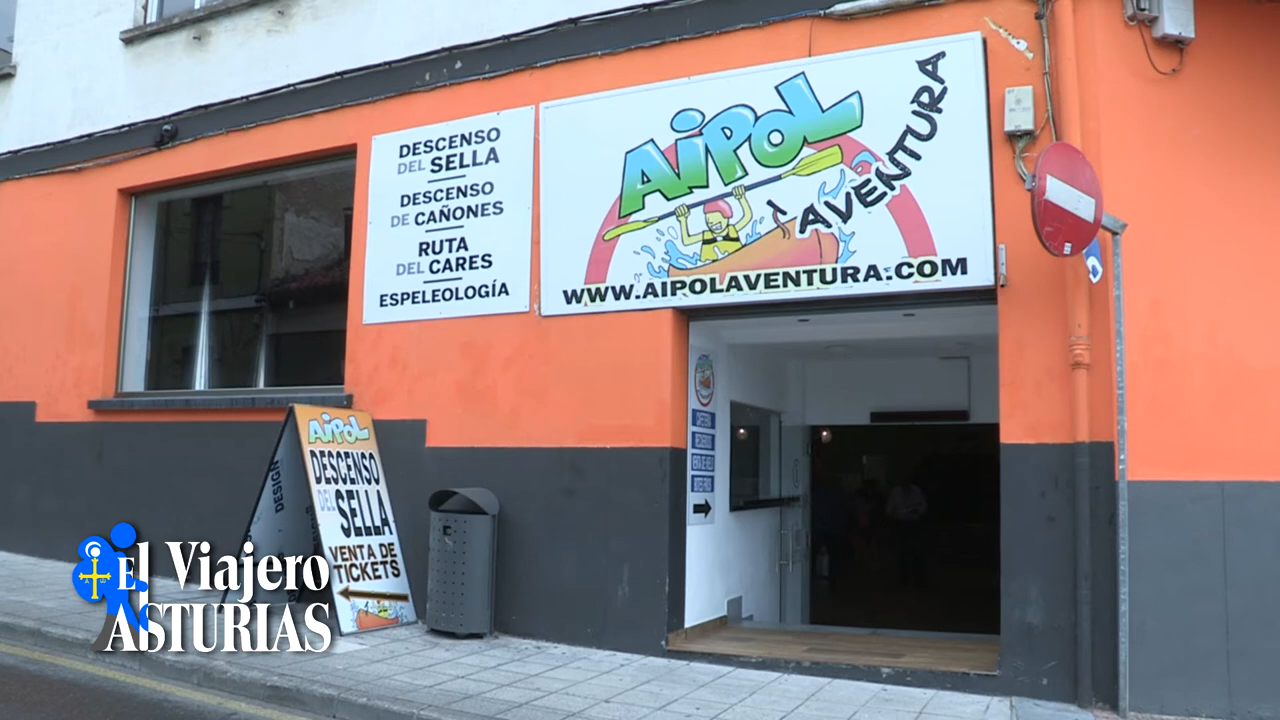 DESCENSO
DEL SELLA
DESCENSO
DE CAÑONES
RUTA
DEL CARES
ESPELEOLOGÍA
AIPOL
AVENTURA
WWW.AIPOLAVENTURA.COM
AIPOL
DESCENSO
DEL
SELLA
VENTA DE
TICKETS
DESIGN
El Viajero
ASTURIAS